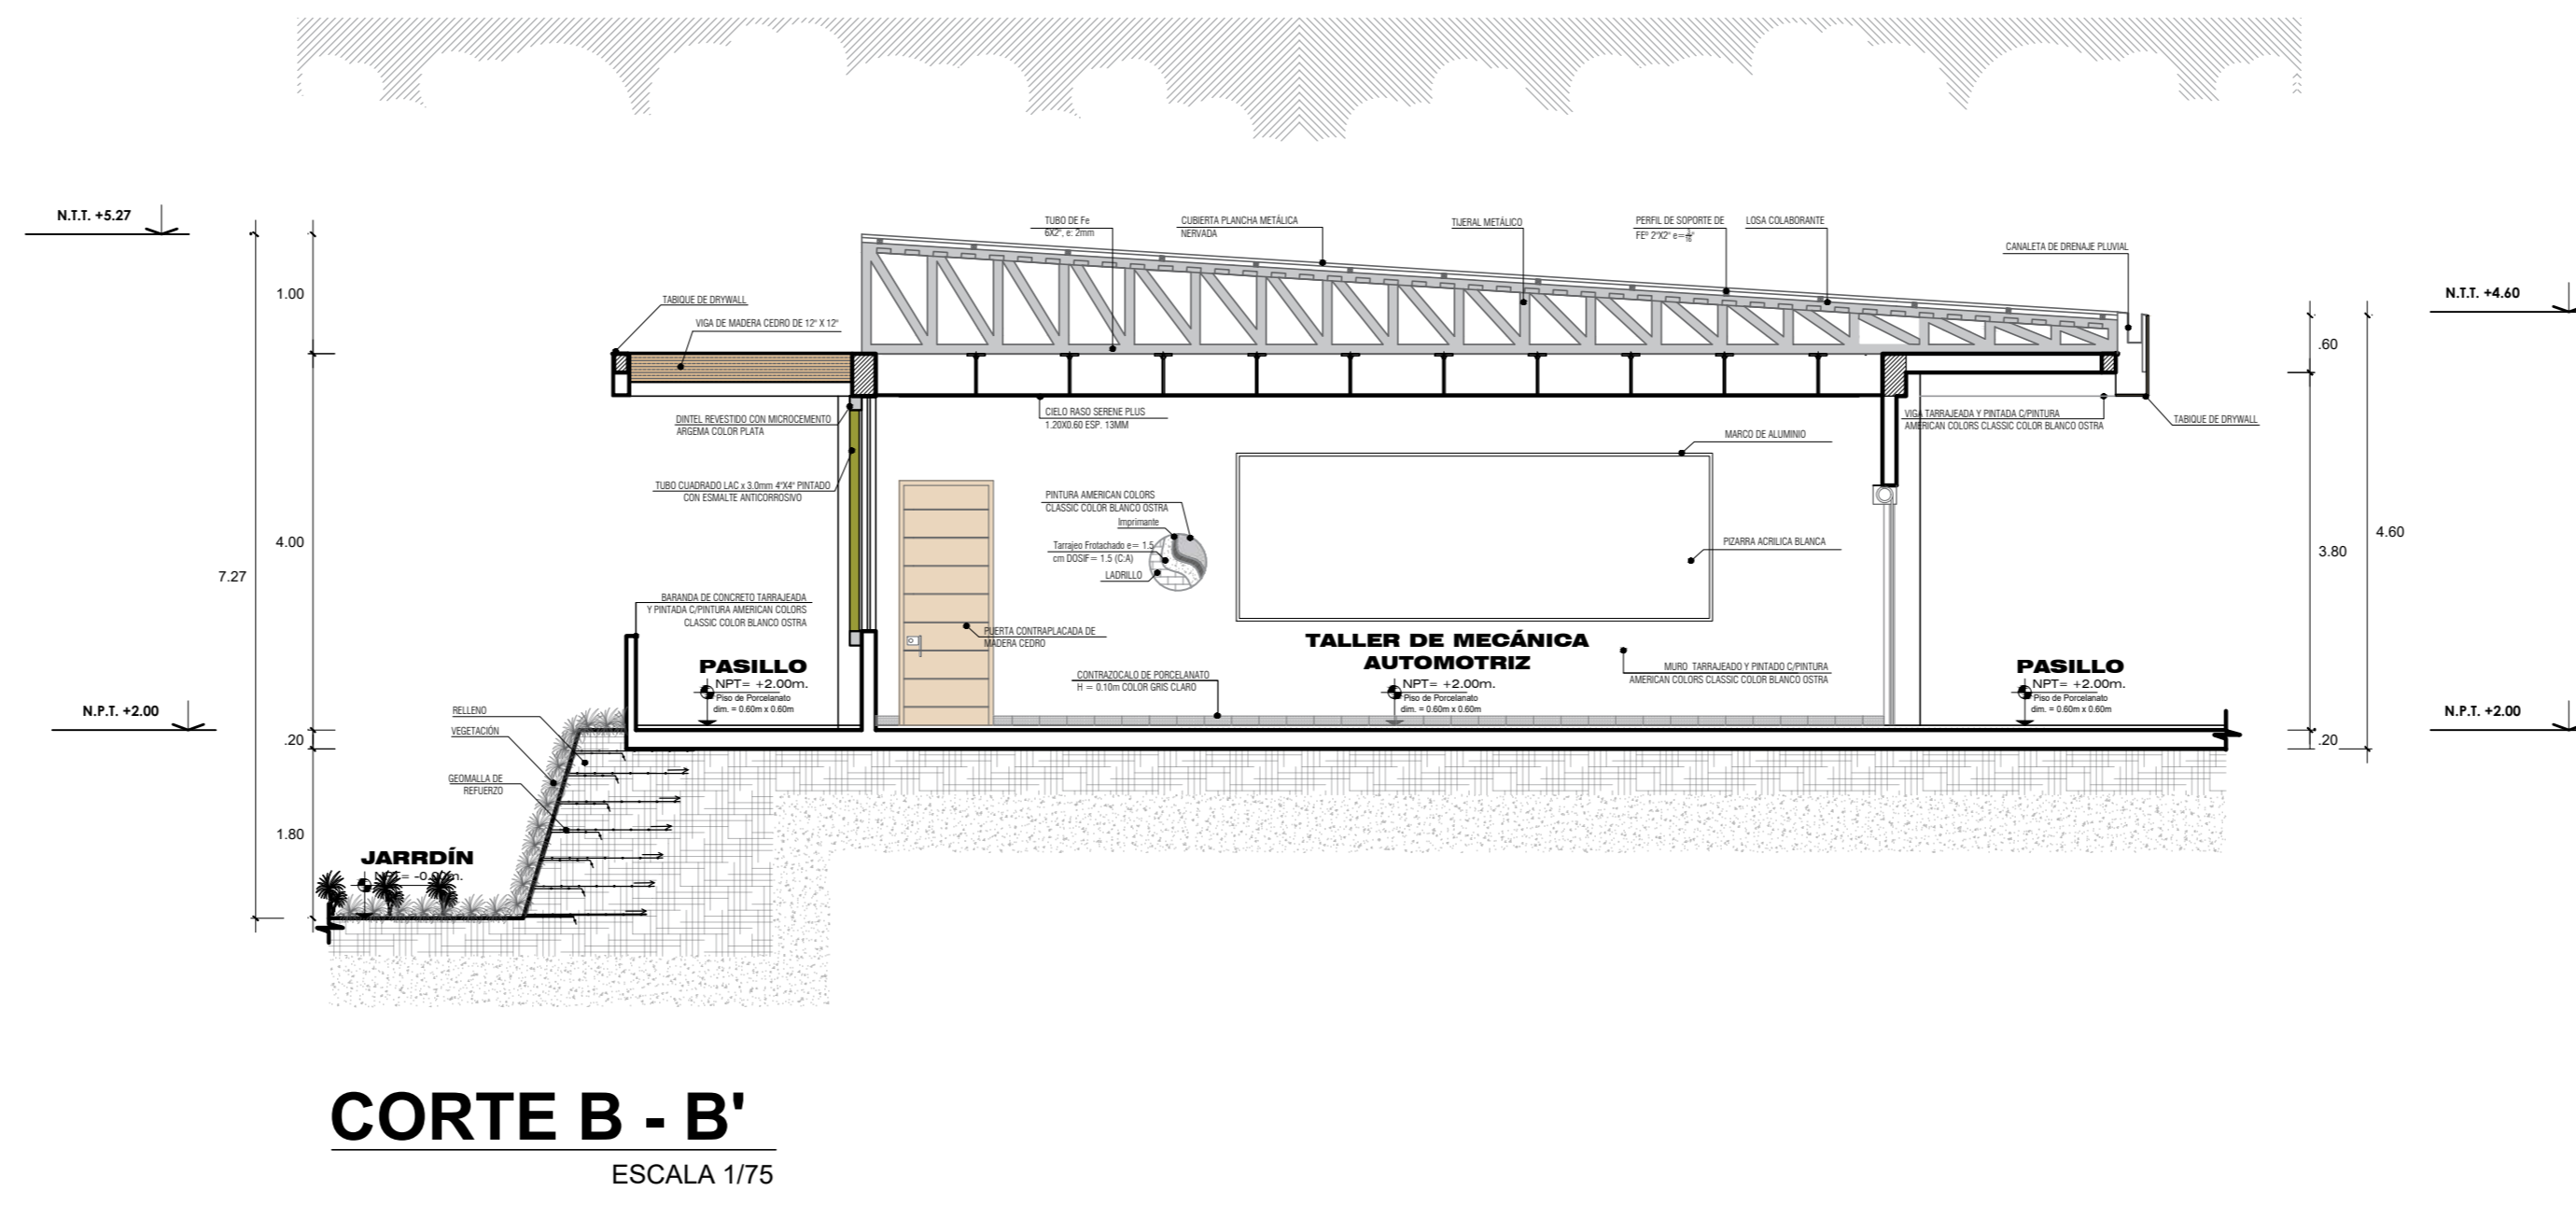 N.T.T. +5.27
TUBO DE Fe
6X2", e: 2mm
CUBIERTA PLANCHA METÁLICA
NERVADA
TIJERAL METÁLICO
PERFIL DE SOPORTE DE
FEº 2"X2" e=
LOSA COLABORANTE
CANALETA DE DRENAJE PLUVIAL
N.T.T. +4.60
1.00
TABIQUE DE DRYWALL
VIGA DE MADERA CEDRO DE 12" X 12"
.60
DINTEL REVESTIDO CON MICROCEMENTO
ARGEMA COLOR PLATA
CIELO RASO SERENE PLUS
1.20X0.60 ESP. 13MM
MARCO DE ALUMINIO
VIGA TARRAJEADA Y PINTADA C/PINTURA
AMERICAN COLORS CLASSIC COLOR BLANCO OSTRA
TABIQUE DE DRYWALL
TUBO CUADRADO LAC x 3.0mm 4"X4" PINTADO
CON ESMALTE ANTICORROSIVO
PINTURA AMERICAN COLORS
CLASSIC COLOR BLANCO OSTRA
Imprimante
Tarrajeo Frotachado e= 1.5
cm DOSIF= 1.5 (C:A)
LADRILLO
PIZARRA ACRILICA BLANCA
4.00
7.27
3.80
4.60
BARANDA DE CONCRETO TARRAJEADA
Y PINTADA C/PINTURA AMERICAN COLORS
CLASSIC COLOR BLANCO OSTRA
PUERTA CONTRAPLACADA DE
MADERA CEDRO
TALLER DE MECÁNICA
AUTOMOTRIZ
NPT= +2.00m.
Piso de Porcelanato
dim. = 0.60m x 0.60m
PASILLO
NPT= +2.00m.
Piso de Porcelanato
dim. = 0.60m x 0.60m
CONTRAZOCALO DE PORCELANATO
H = 0.10m COLOR GRIS CLARO
MURO TARRAJEADO Y PINTADO C/PINTURA
AMERICAN COLORS CLASSIC COLOR BLANCO OSTRA
PASILLO
NPT= +2.00m.
Piso de Porcelanato
dim. = 0.60m x 0.60m
N.P.T. +2.00
N.P.T. +2.00
RELLENO
VEGETACIÓN
GEOMALLA DE
REFUERZO
.20
.20
1.80
JARRDÍN
CORTE B - B'
ESCALA 1/75